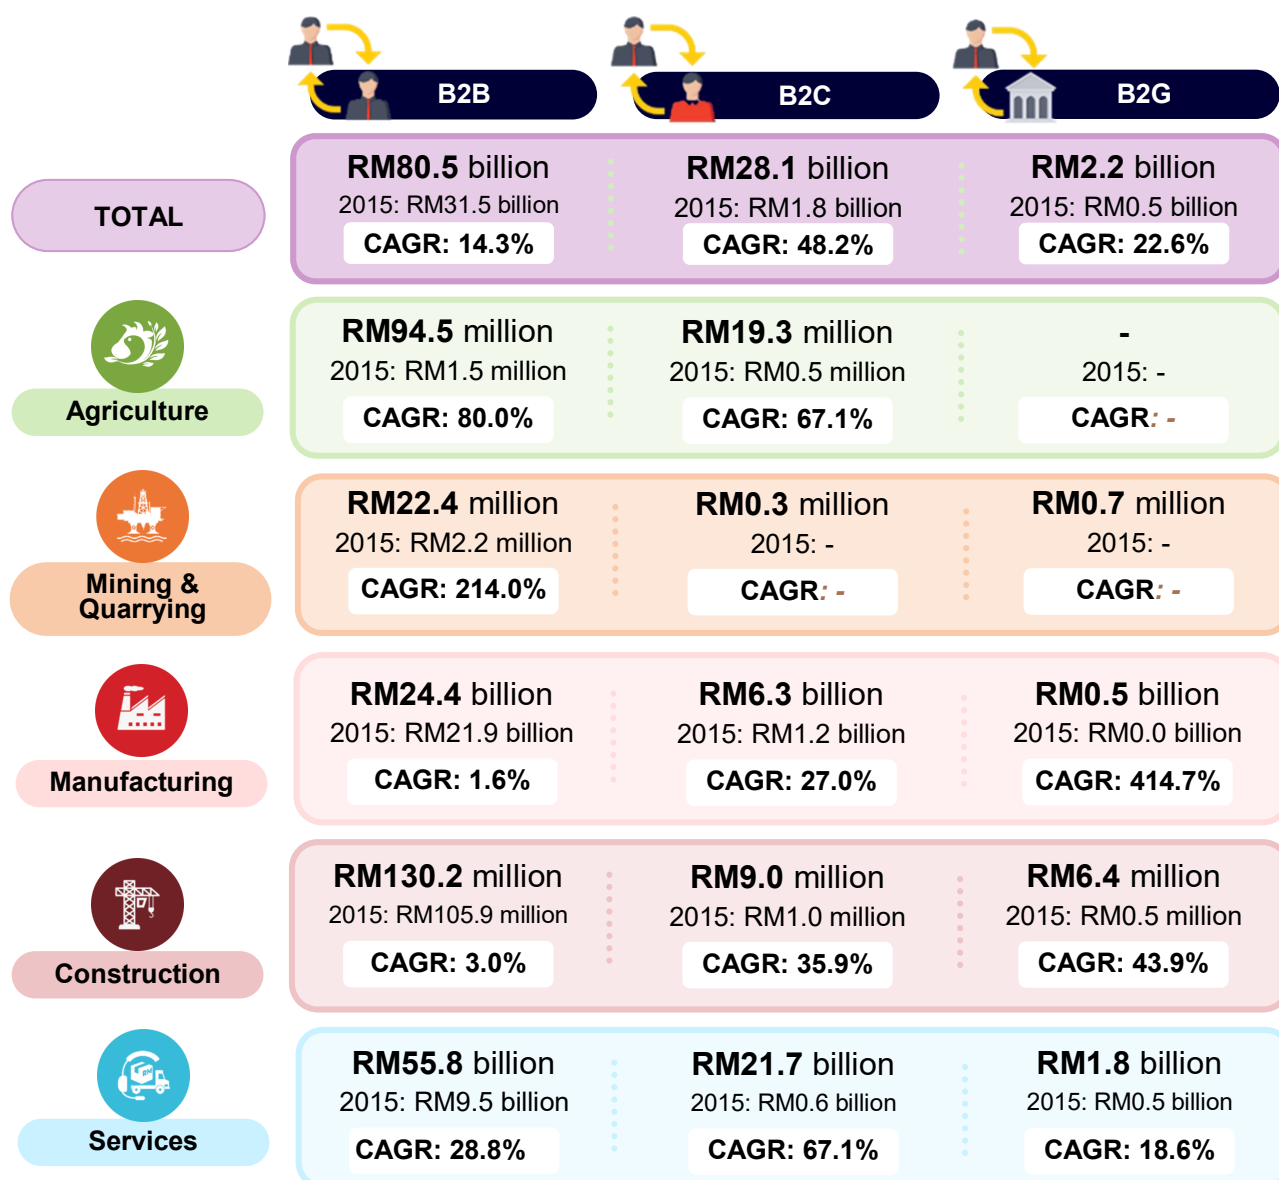 B2B
B2C
B2G
TOTAL
RM80.5 billion
2015: RM31.5 billion
CAGR: 14.3%
RM28.1 billion
2015: RM1.8 billion
CAGR: 48.2%
RM2.2 billion
2015: RM0.5 billion
CAGR: 22.6%
Agriculture
RM94.5 million
2015: RM1.5 million
CAGR: 80.0%
RM19.3 million
2015: RM0.5 million
CAGR: 67.1%
-
2015: -
CAGR: -
Mining &
Quarrying
RM22.4 million
2015: RM2.2 million
CAGR: 214.0%
RM0.3 million
2015: -
CAGR: -
RM0.7 million
2015: -
CAGR: -
Manufacturing
RM24.4 billion
2015: RM21.9 billion
CAGR: 1.6%
RM6.3 billion
2015: RM1.2 billion
CAGR: 27.0%
RM0.5 billion
2015: RM0.0 billion
CAGR: 414.7%
Construction
RM130.2 million
2015: RM105.9 million
CAGR: 3.0%
RM9.0 million
2015: RM1.0 million
CAGR: 35.9%
RM6.4 million
2015: RM0.5 million
CAGR: 43.9%
RM
Services
RM55.8 billion
2015: RM9.5 billion
CAGR: 28.8%
RM21.7 billion
2015: RM0.6 billion
CAGR: 67.1%
RM1.8 billion
2015: RM0.5 billion
CAGR: 18.6%